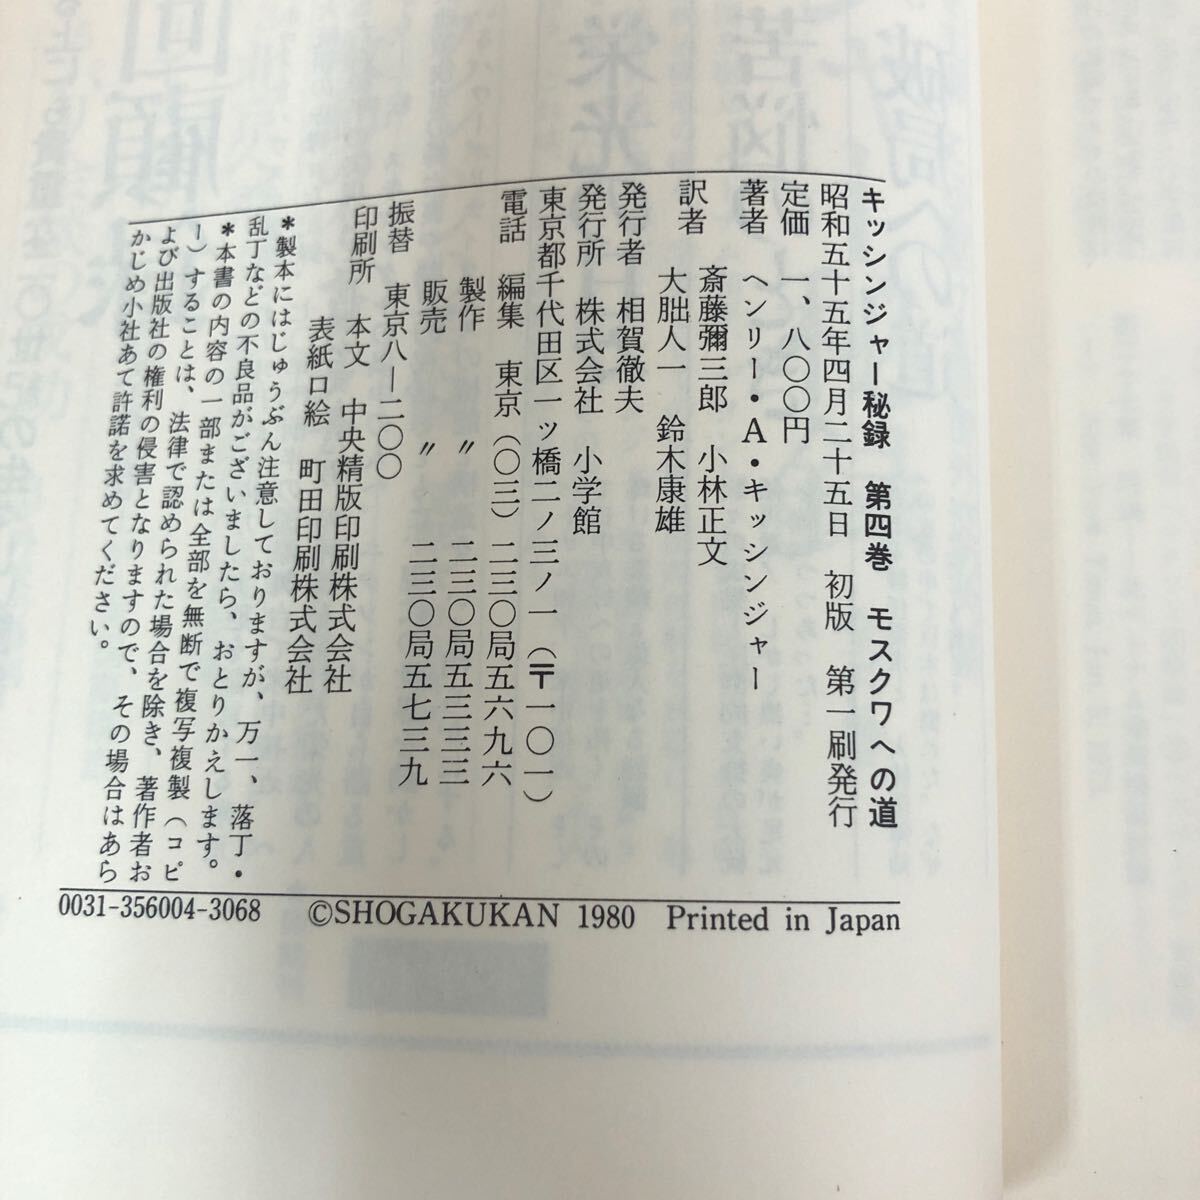 キッシンジャー秘録　第四巻　モスクワへの道
昭和五十五年四月二十五日　初版　第一刷発行
定価　一、八〇〇円
著者　ヘンリー・A・キッシンジャー
訳者　斎藤彌三郎　小林正文
大朏人一　鈴木康雄
発行者　相賀徹夫
発行所　株式会社　小学館
東京都千代田区一ッ橋二ノ三ノ一（〒一〇一）
電話　編集　東京（〇三）二三〇局五六九六
製作　〃　二三〇局五三三三
販売　〃　二三〇局五七三九
振替　東京八—二〇〇
印刷所　本文　中央精版印刷株式会社
表紙口絵　町田印刷株式会社
＊製本にはじゅうぶん注意しておりますが、万一、落丁・
乱丁などの不良品がございましたら、おとりかえします。
＊本書の内容の一部または全部を無断で複写複製（コピ
ー）することは、法律で認められた場合を除き、著作者お
よび出版社の権利の侵害となりますので、その場合はあら
かじめ小社あて許諾を求めてください。
0031-356004-3068　©SHOGAKUKAN 1980　Printed in Japan